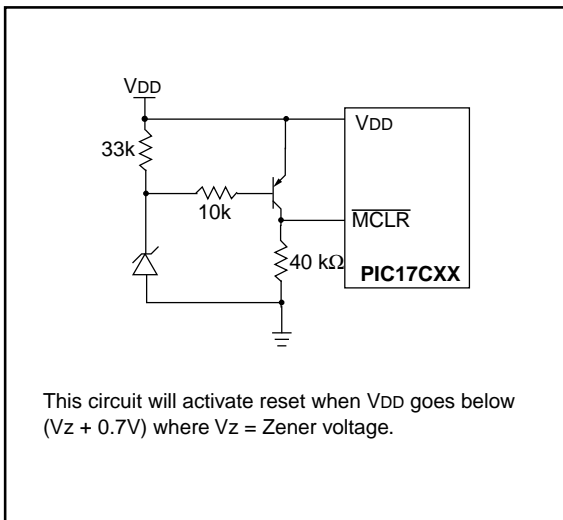 VDD
33k
10k
VDD
MCLR
40 kΩ
PIC17CXX
This circuit will activate reset when VDD goes below
(Vz + 0.7V) where Vz = Zener voltage.